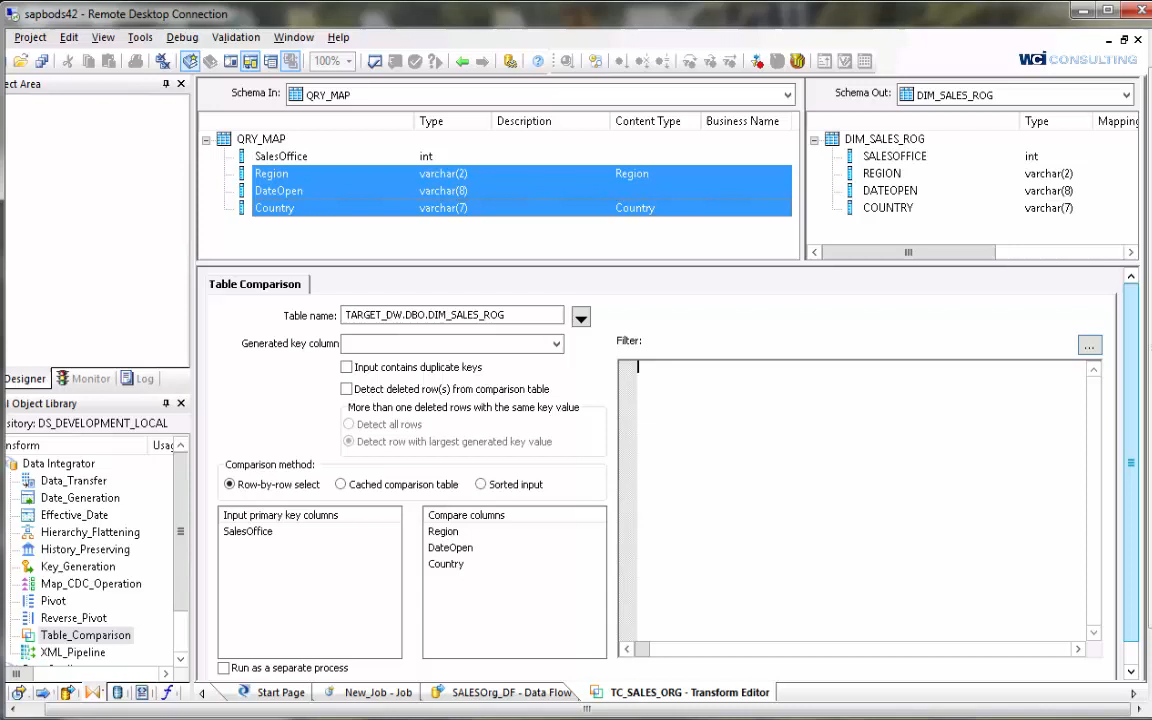 sapbods42 - Remote Desktop Connection
Project Edit View Tools Debug Validation Window Help
100%
WCI CONSULTING
ect Area
Schema In: QRY_MAP
Schema Out: DIM_SALES_ROG
Type Description Content Type Business Name
Type Mapping
QRY_MAP
SalesOffice int
Region varchar(2) Region
DateOpen varchar(8)
Country varchar(7) Country
DIM_SALES_ROG
SALESOFFICE int
REGION varchar(2)
DATEOPEN varchar(8)
COUNTRY varchar(7)
Table Comparison
Table name: TARGET_DW.DBO.DIM_SALES_ROG
Generated key column
Filter:
...
Input contains duplicate keys
Detect deleted row(s) from comparison table
More than one deleted rows with the same key value
Detect all rows
Detect row with largest generated key value
Comparison method:
Row-by-row select Cached comparison table Sorted input
Input primary key columns
SalesOffice
Compare columns
Region
DateOpen
Country
Run as a separate process
Designer Monitor Log
l Object Library
sitory: DS_DEVELOPMENT_LOCAL
nsform Usag
Data Integrator
Data_Transfer
Date_Generation
Effective_Date
Hierarchy_Flattening
History_Preserving
Key_Generation
Map_CDC_Operation
Pivot
Reverse_Pivot
Table_Comparison
XML_Pipeline
Start Page New_Job - Job SALESOrg_DF - Data Flow TC_SALES_ORG - Transform Editor